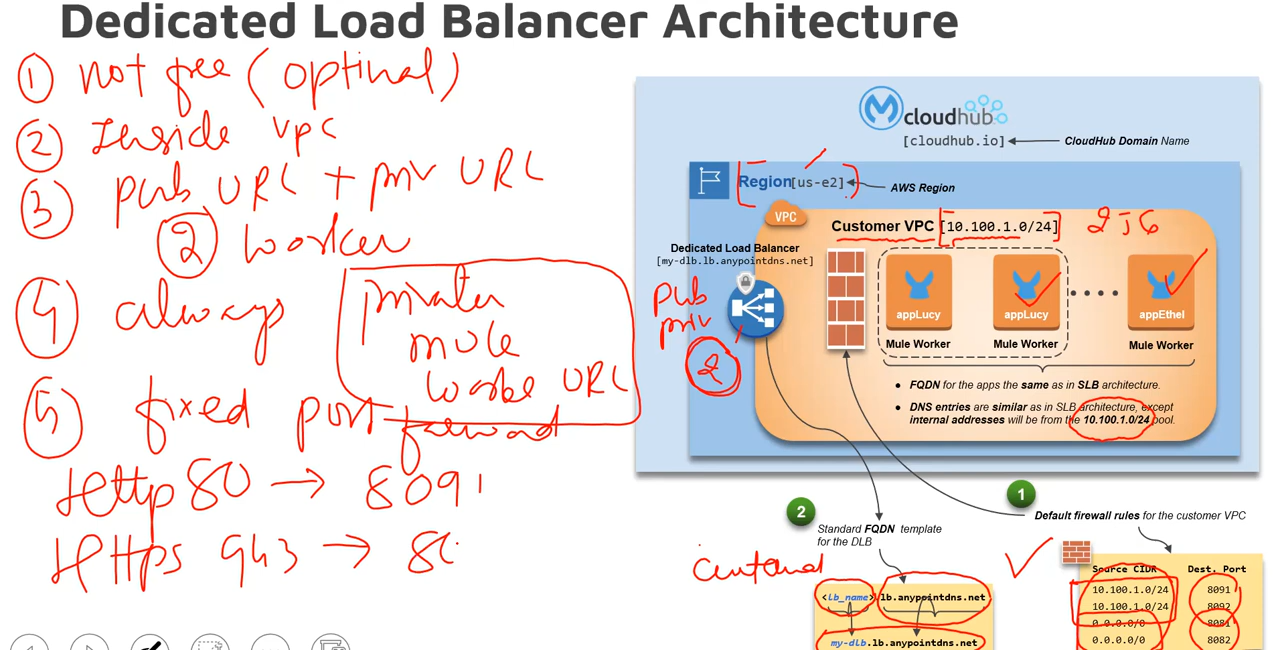 Dedicated Load Balancer Architecture
① not free (optinal)
② Inside vpc
③ pub URL + priv URL
② worker
④ always
private
mule
worke URL
⑤ fixed port forward
Http 80 → 8091
HHtps 443 → 80
cloudhub
[cloudhub.io]
CloudHub Domain Name
Region [us-e2]
AWS Region
VPC
Customer VPC [10.100.1.0/24] 256
Dedicated Load Balancer
[my-dlb.lb.anypointdns.net]
pub
priv
2
appLucy appLucy appEthel
Mule Worker Mule Worker Mule Worker
• FQDN for the apps the same as in SLB architecture.
• DNS entries are similar as in SLB architecture, except
internal addresses will be from the 10.100.1.0/24 pool.
2
Standard FQDN template
for the DLB
<lb_name> lb.anypointdns.net
my-dlb.lb.anypointdns.net
1
Default firewall rules for the customer VPC
Source CIDR Dest. Port
10.100.1.0/24 8091
10.100.1.0/24 8092
0.0.0.0/0 8081
0.0.0.0/0 8082